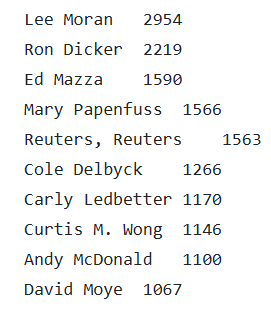 Lee Moran 2954
Ron Dicker 2219
Ed Mazza 1590
Mary Papenfuss 1566
Reuters, Reuters 1563
Cole Delbyck 1266
Carly Ledbetter 1170
Curtis M. Wong 1146
Andy McDonald 1100
David Moye 1067